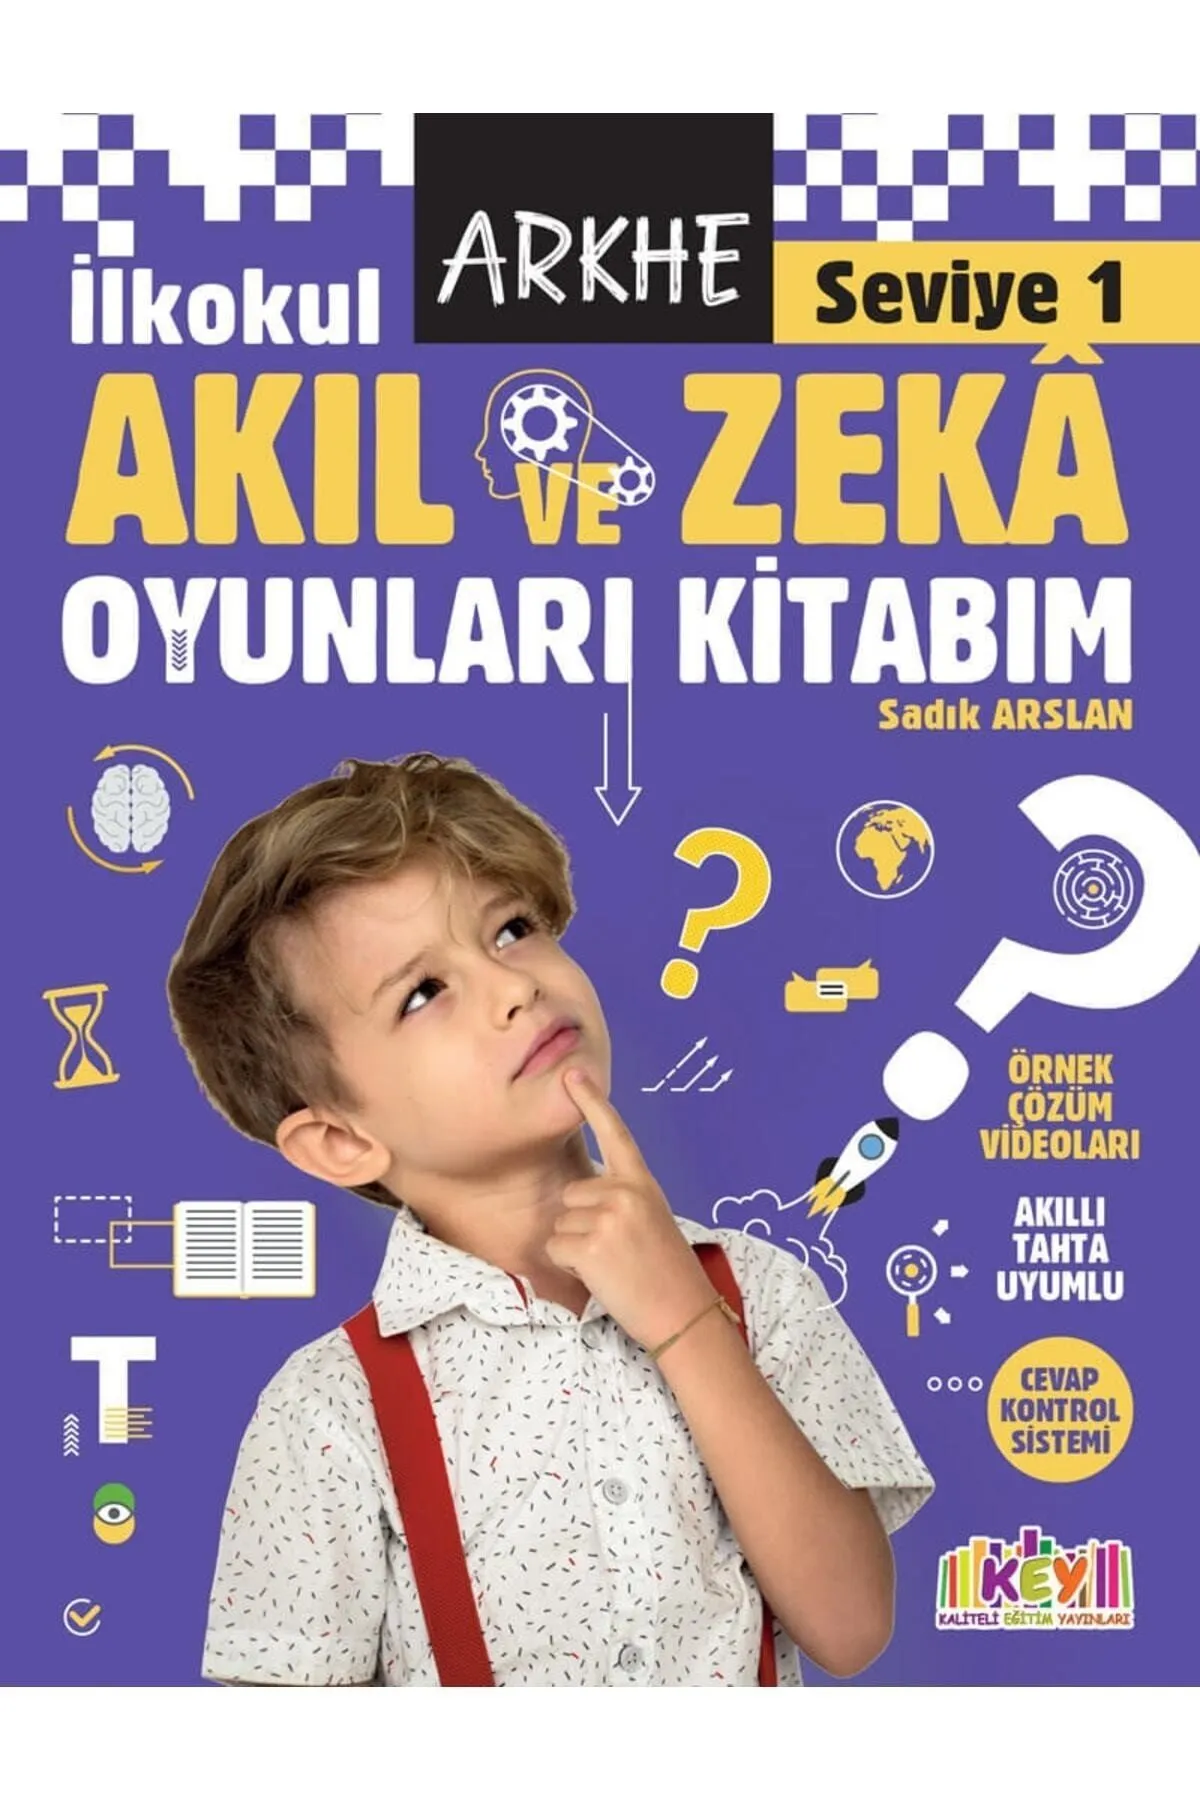 ARKHE
İlkokul
Seviye 1
AKIL VE ZEKÂ
OYUNLARI KİTABIM
Sadık ARSLAN
ÖRNEK
ÇÖZÜM
VİDEOLARI
AKILLI
TAHTA
UYUMLU
CEVAP
KONTROL
SİSTEMİ
T
KEY
KALİTELİ EĞİTİM YAYINLARI